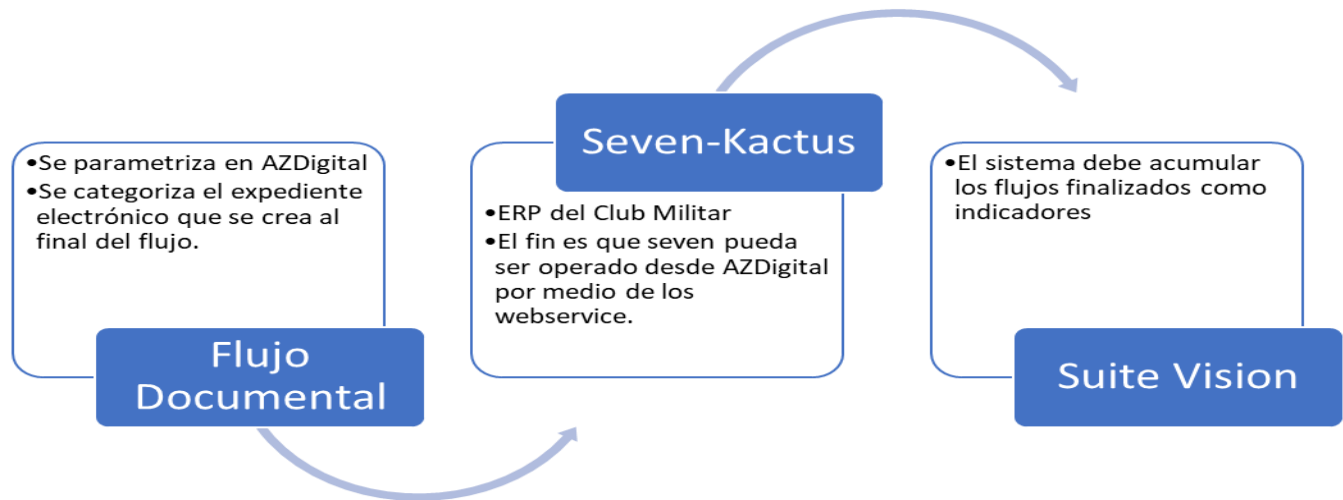 •Se parametriza en AZDigital
•Se categoriza el expediente
electrónico que se crea al
final del flujo.
Flujo
Documental
Seven-Kactus
•ERP del Club Militar
•El fin es que seven pueda
ser operado desde AZDigital
por medio de los
webservice.
•El sistema debe acumular
los flujos finalizados como
indicadores
Suite Vision